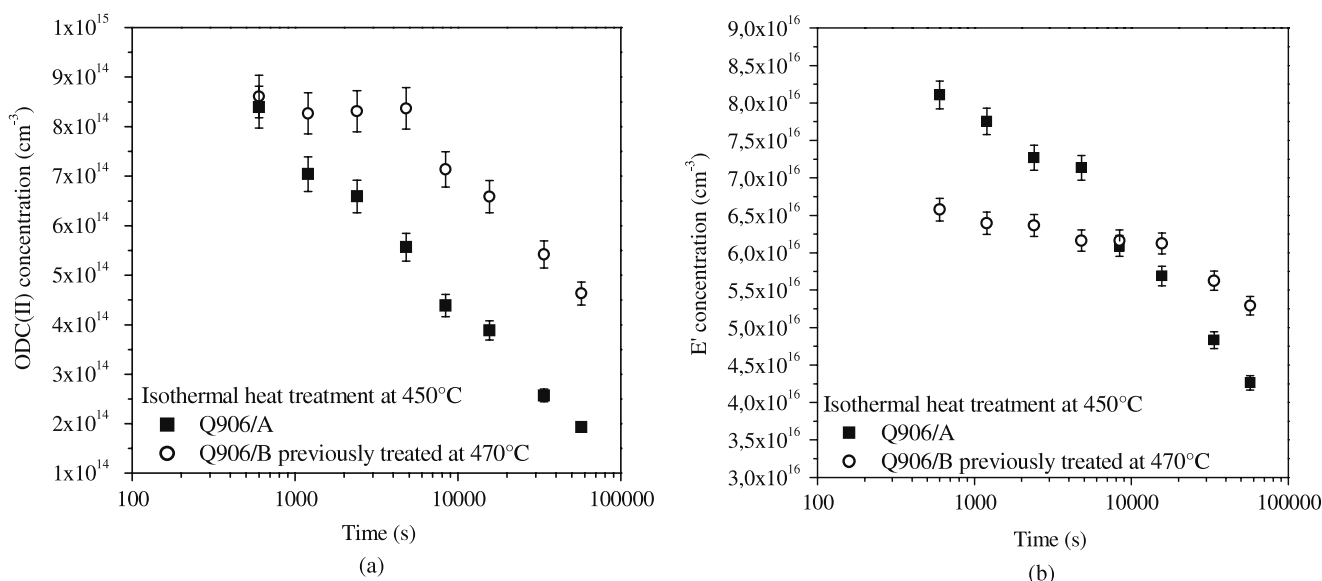 1x10^15
9x10^14
8x10^14
7x10^14
6x10^14
5x10^14
4x10^14
3x10^14
2x10^14
1x10^14
ODC(II) concentration (cm^-3)
Isothermal heat treatment at 450°C
Q906/A
Q906/B previously treated at 470°C
100 1000 10000 100000
Time (s)
(a)
9,0x10^16
8,5x10^16
8,0x10^16
7,5x10^16
7,0x10^16
6,5x10^16
6,0x10^16
5,5x10^16
5,0x10^16
4,5x10^16
4,0x10^16
3,5x10^16
3,0x10^16
E' concentration (cm^-3)
Isothermal heat treatment at 450°C
Q906/A
Q906/B previously treated at 470°C
100 1000 10000 100000
Time (s)
(b)